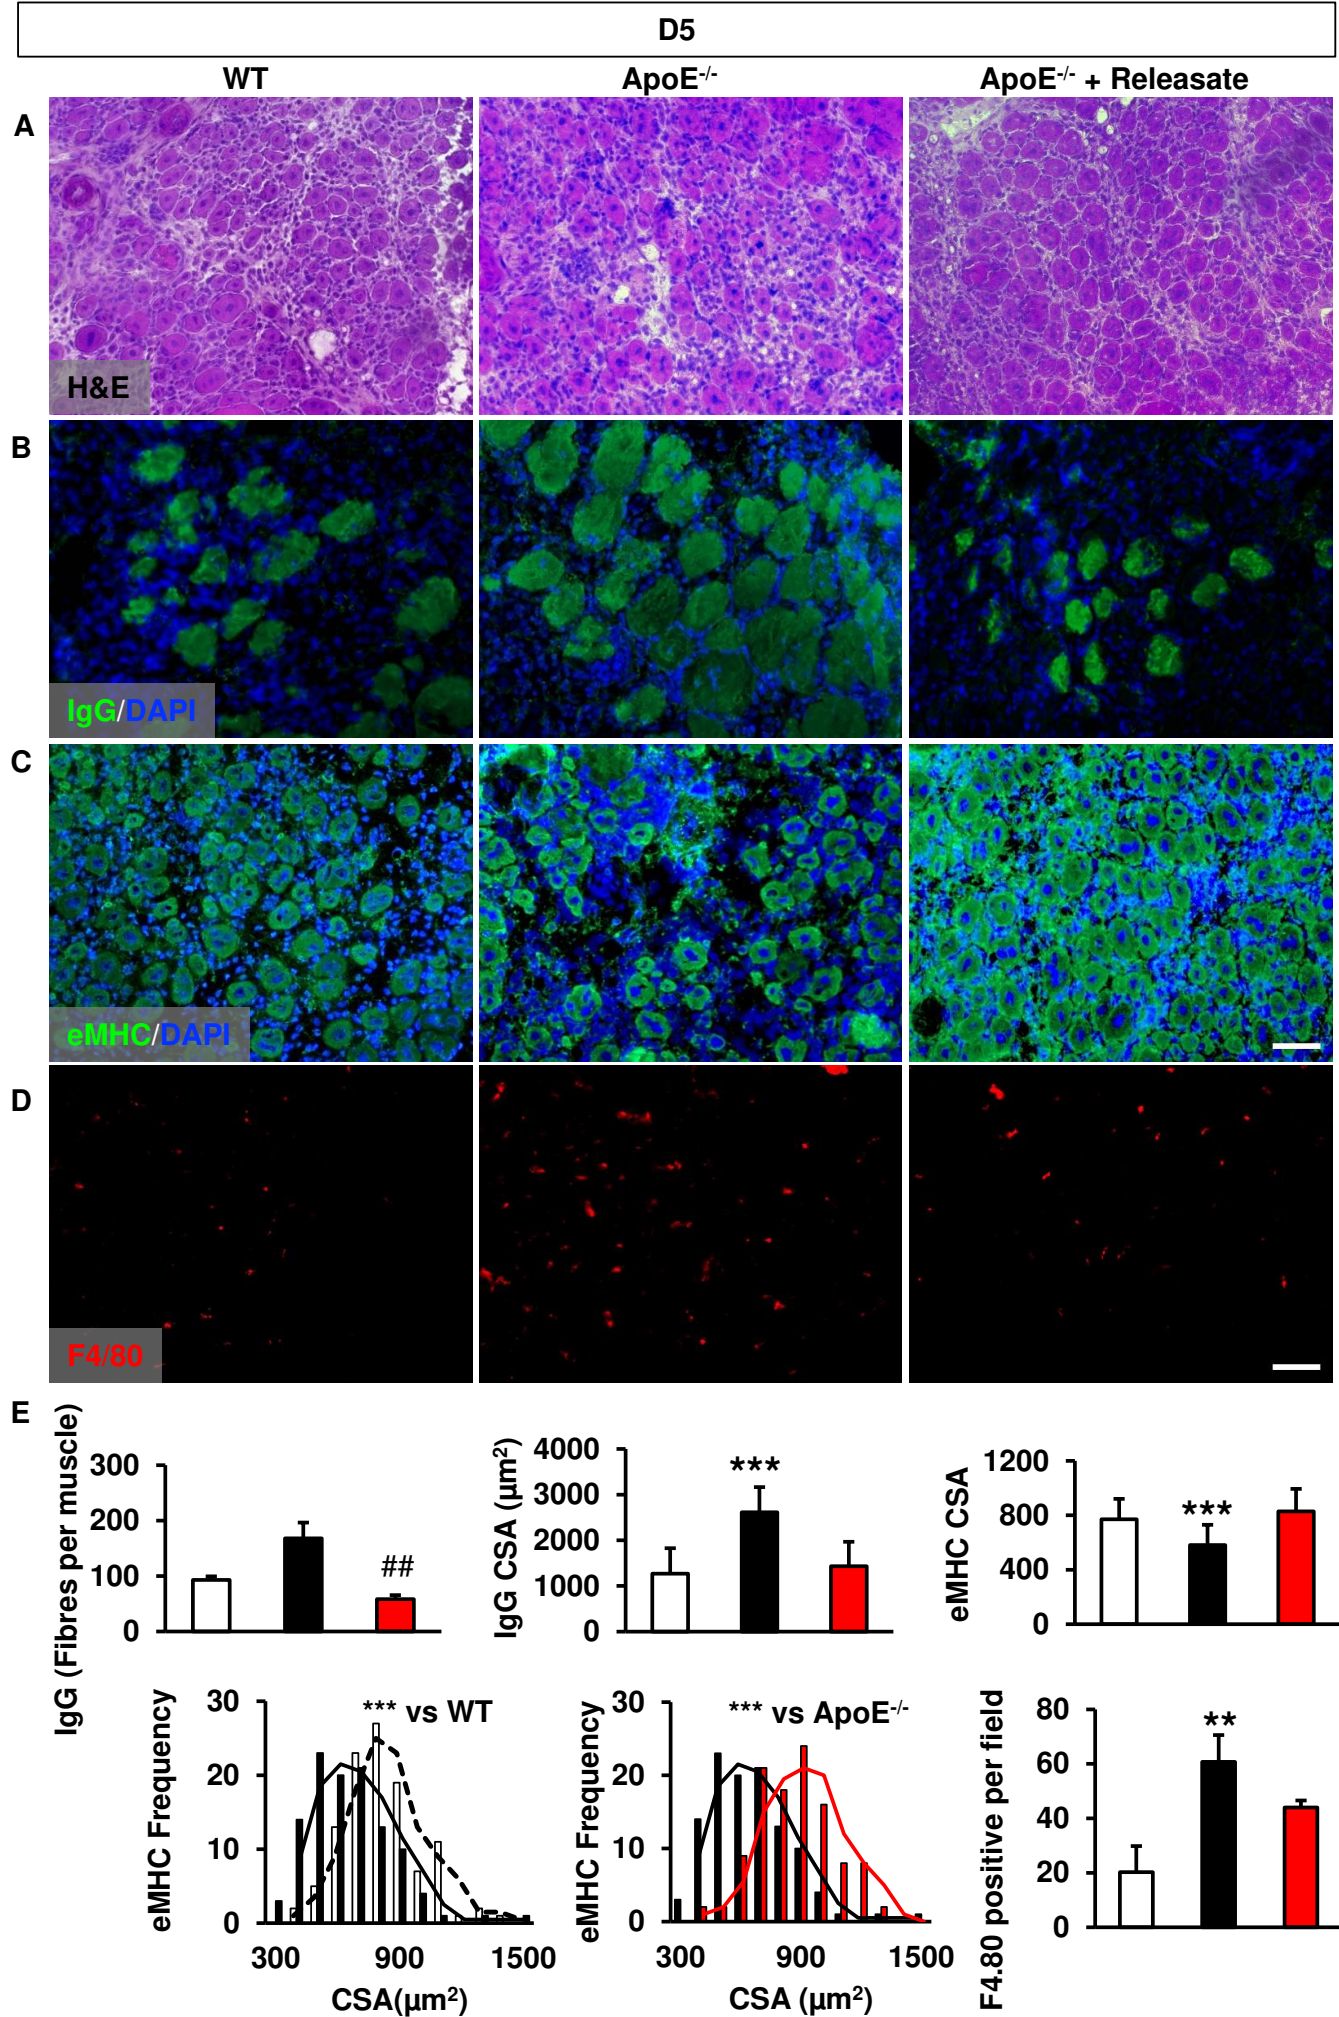 D5
WT
ApoE-/-
ApoE-/- + Releasate
A
H&E
B
IgG/DAPI
C
eMHC/DAPI
D
F4/80
E
IgG (Fibres per muscle)
300
200
100
0
##
IgG CSA (µm²)
4000
3000
2000
1000
0
***
eMHC CSA
1200
800
400
0
***
eMHC Frequency
30
20
10
0
*** vs WT
300 900 1500
CSA(µm²)
eMHC Frequency
30
20
10
0
*** vs ApoE-/-
300 900 1500
CSA (µm²)
F4.80 positive per field
80
60
40
20
0
**